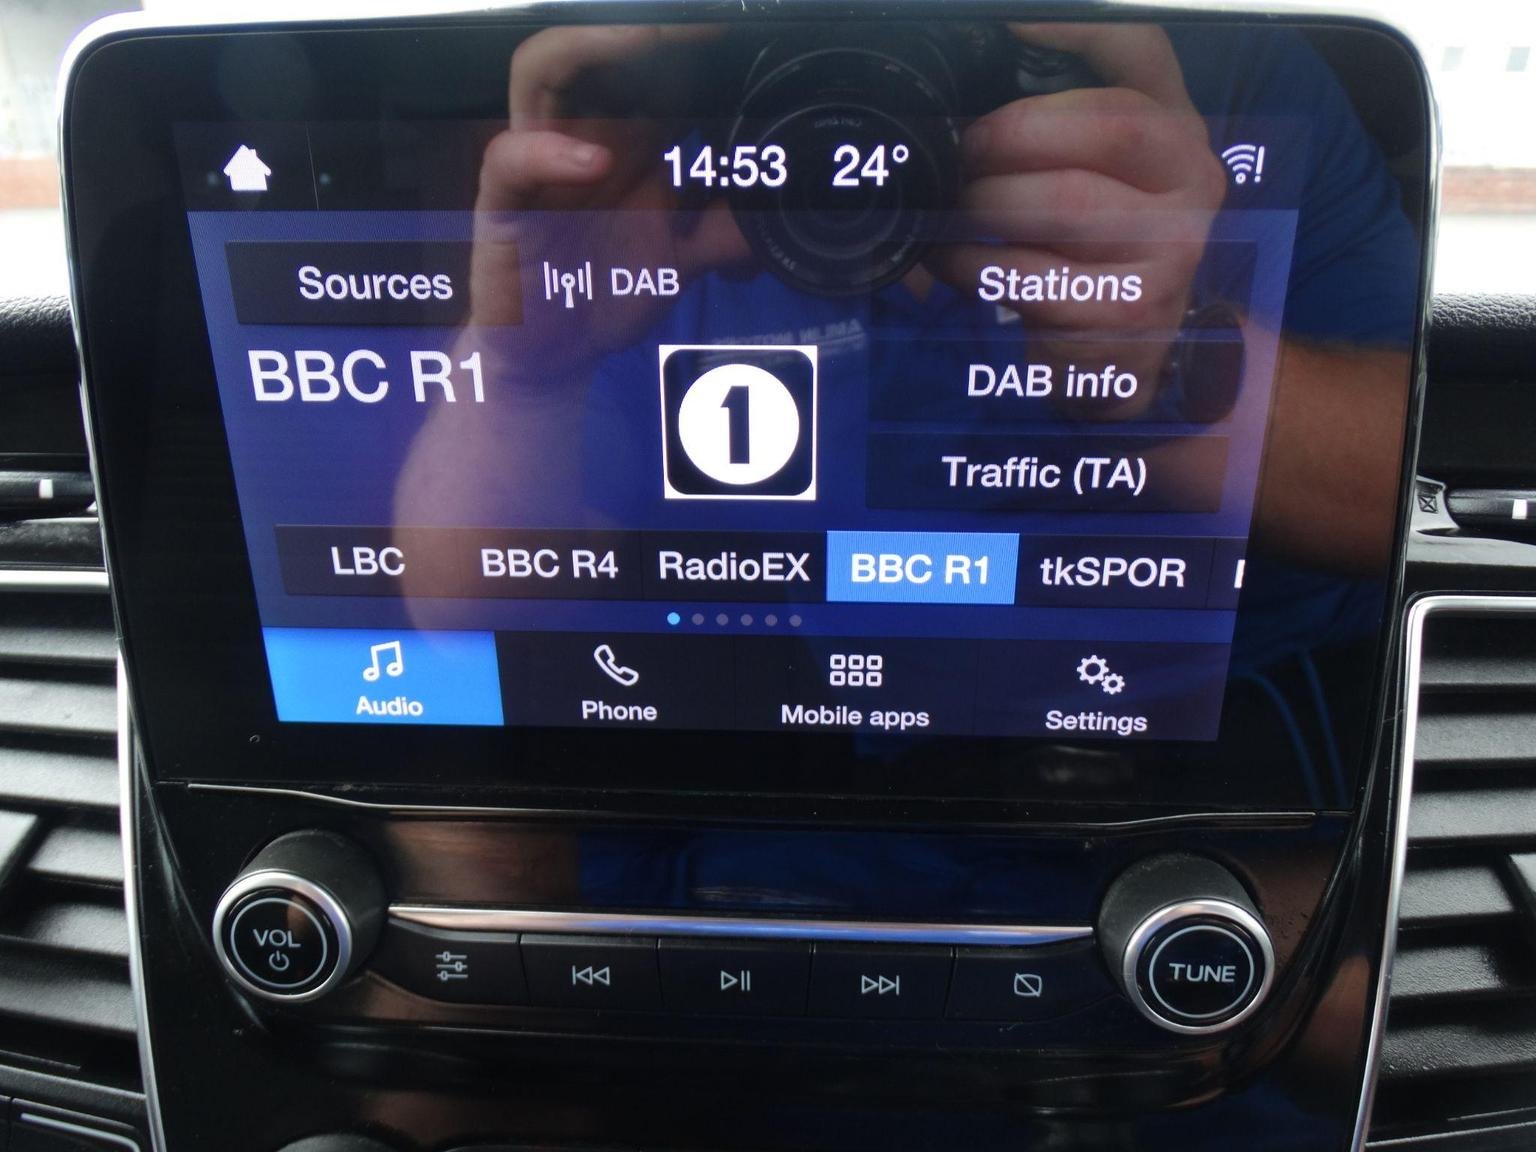 14:53 24°
Sources DAB Stations
BBC R1
1
DAB info
Traffic (TA)
LBC BBC R4 RadioEX BBC R1 tkSPOR
Audio Phone Mobile apps Settings
VOL TUNE